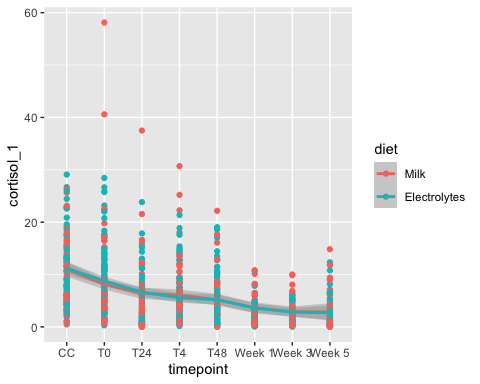 60
40
20
0
cortisol_1
CC T0 T24 T4 T48 Week 1 Week 3 Week 5
timepoint
diet
Milk
Electrolytes